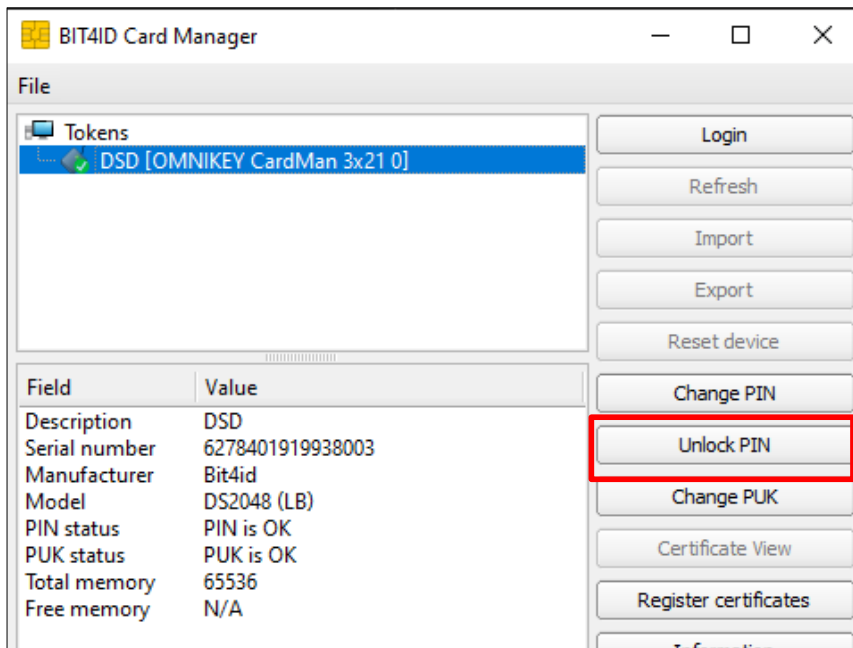 BIT4ID Card Manager
File
Tokens
DSD [OMNIKEY CardMan 3x21 0]
Login
Refresh
Import
Export
Reset device
Change PIN
Unlock PIN
Change PUK
Certificate View
Register certificates
Information
Field Value
Description DSD
Serial number 6278401919938003
Manufacturer Bit4id
Model DS2048 (LB)
PIN status PIN is OK
PUK status PUK is OK
Total memory 65536
Free memory N/A